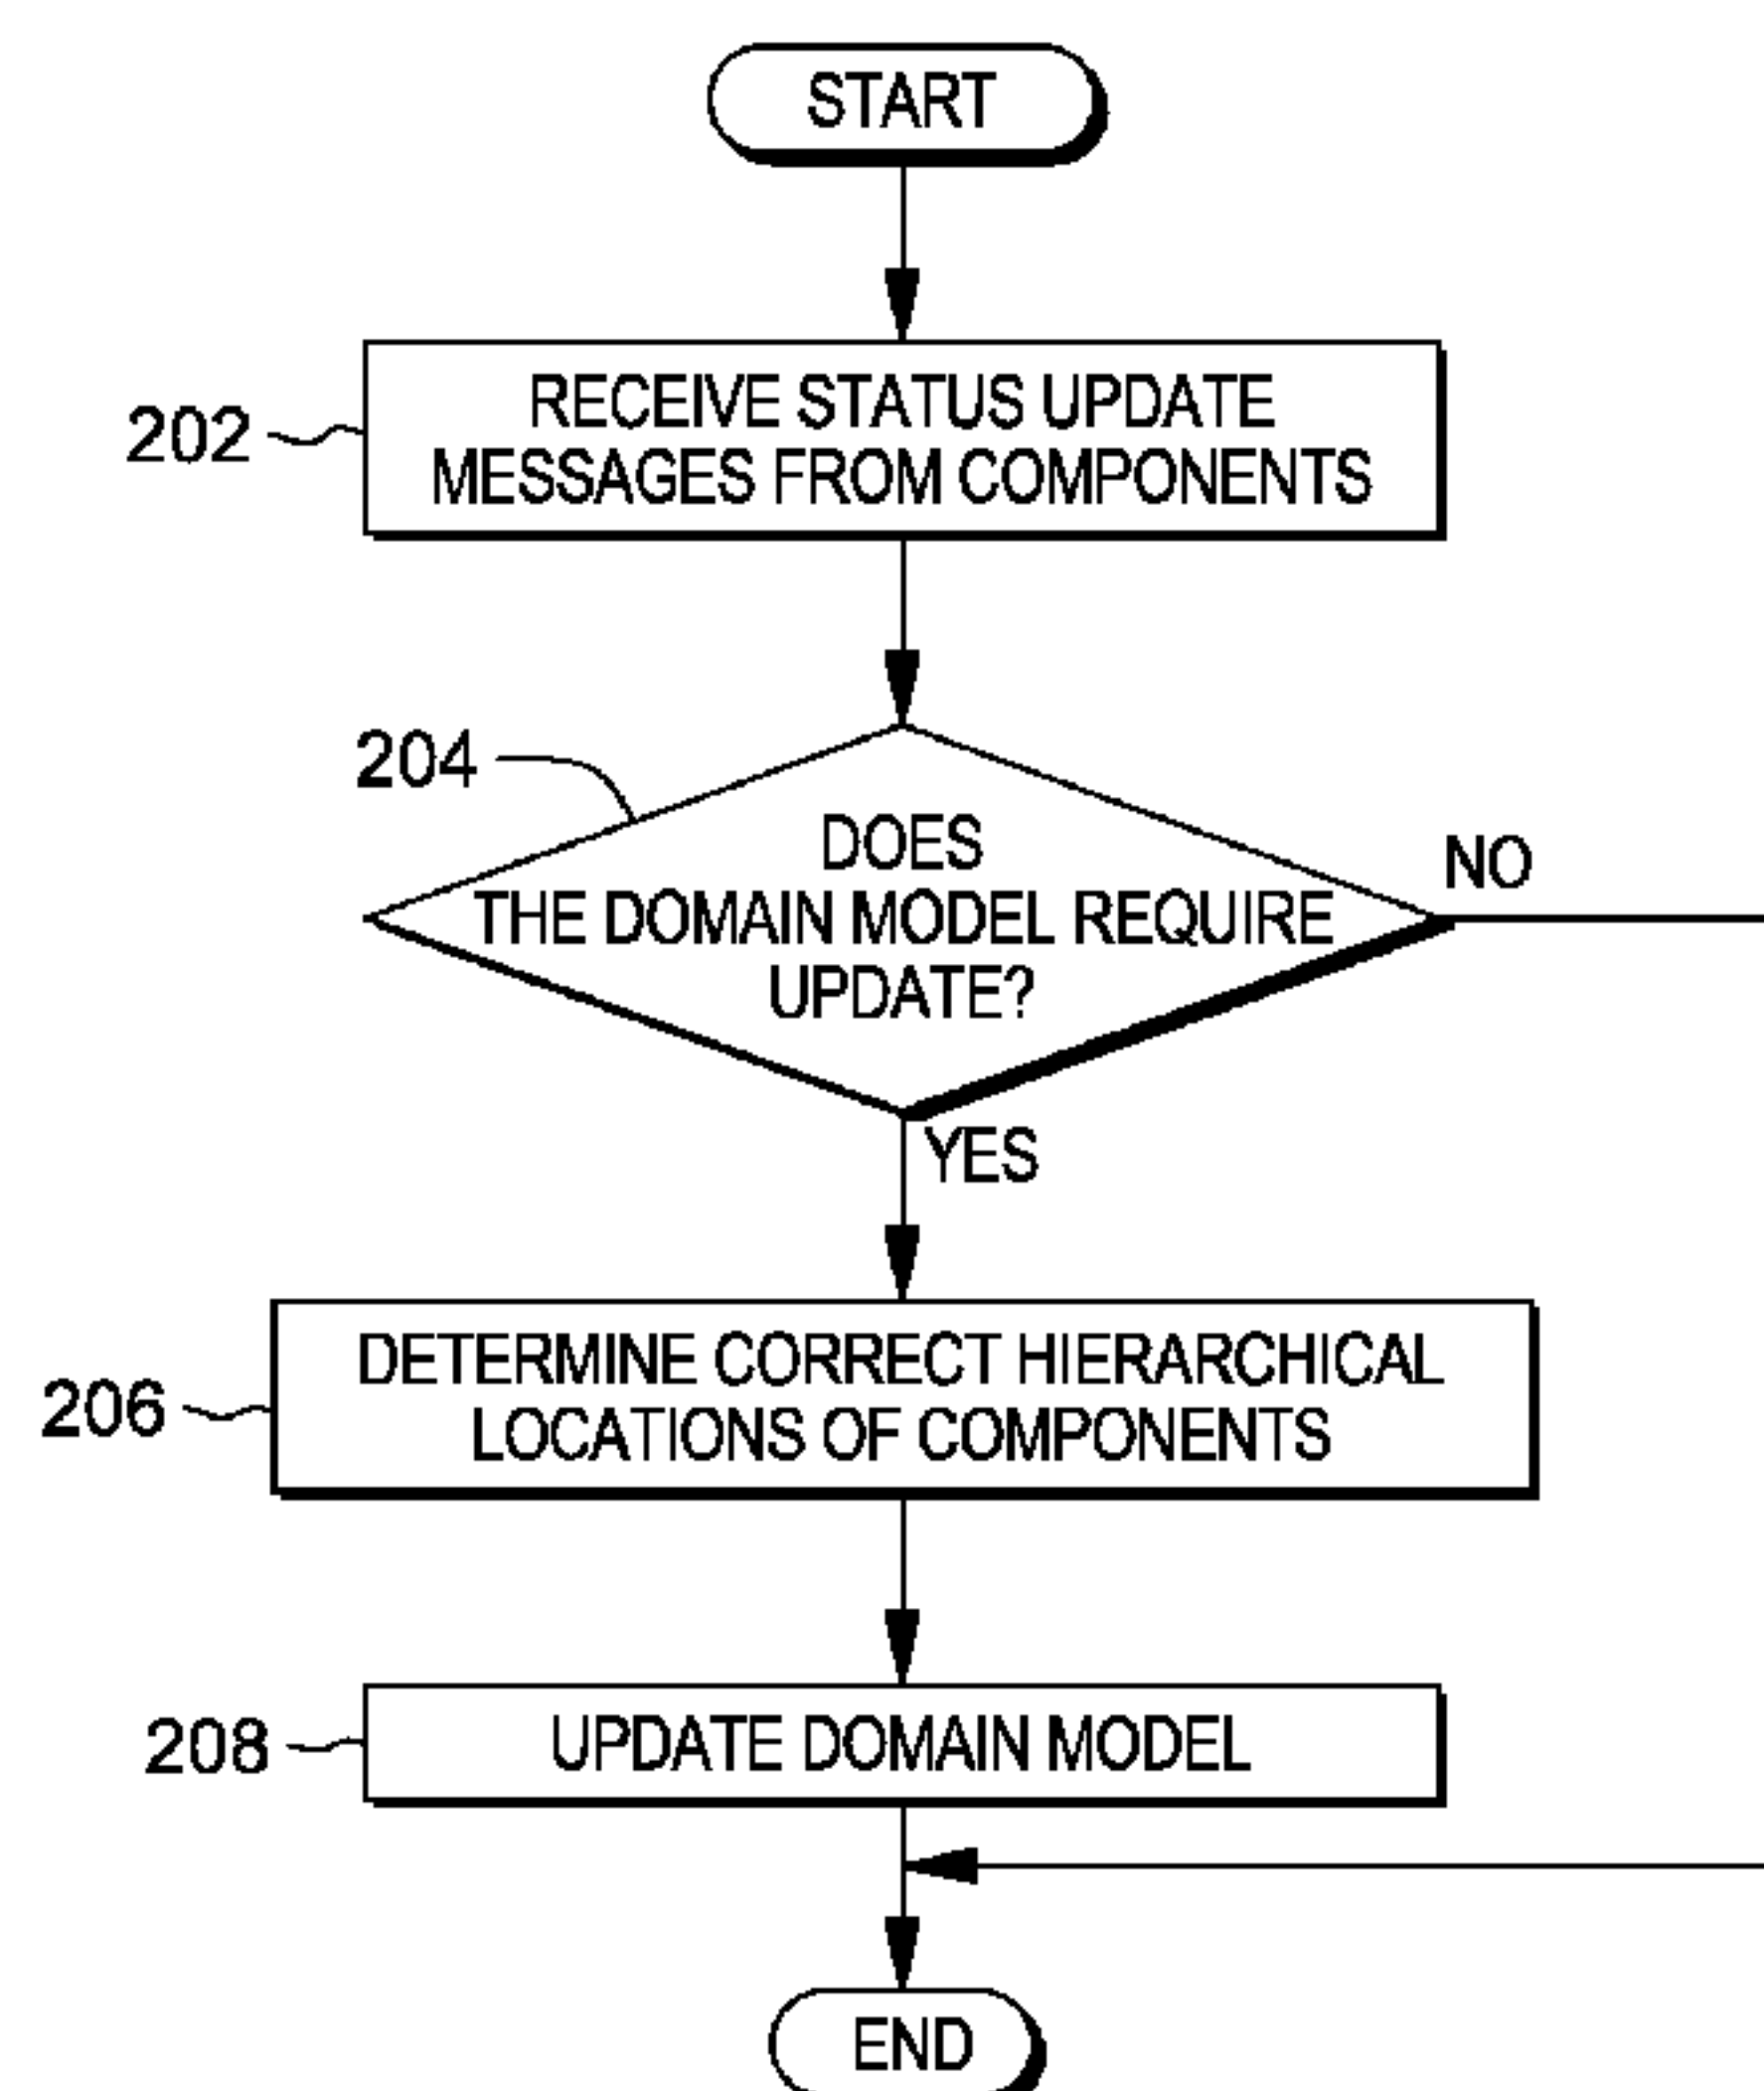 START
202
RECEIVE STATUS UPDATE
MESSAGES FROM COMPONENTS
204
DOES
THE DOMAIN MODEL REQUIRE
UPDATE?
NO
YES
206
DETERMINE CORRECT HIERARCHICAL
LOCATIONS OF COMPONENTS
208
UPDATE DOMAIN MODEL
END